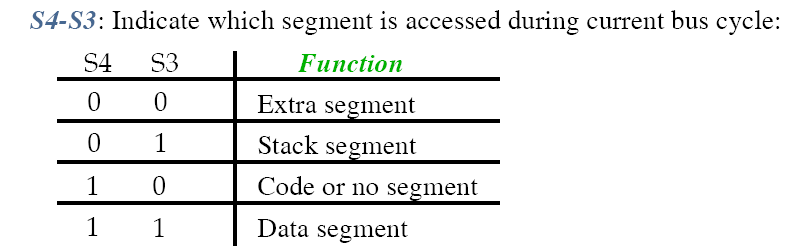 S4-S3: Indicate which segment is accessed during current bus cycle:
S4 S3 Function
0 0 Extra segment
0 1 Stack segment
1 0 Code or no segment
1 1 Data segment